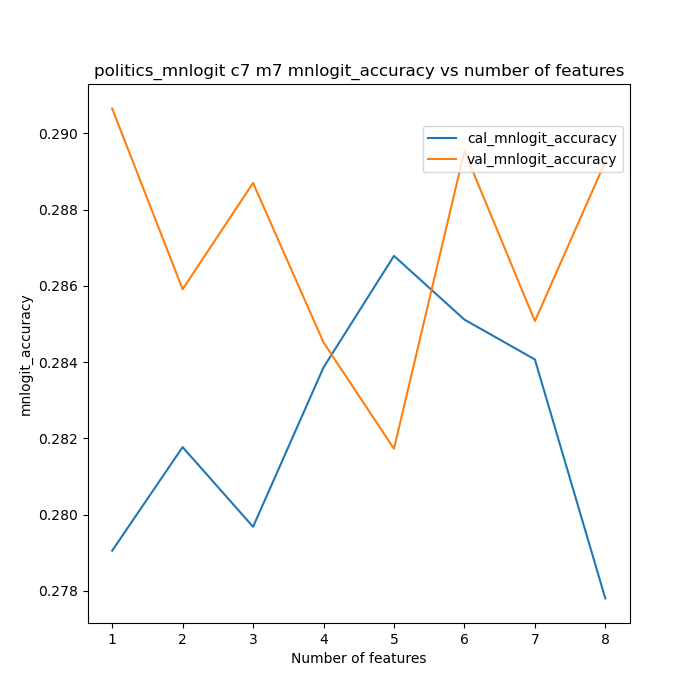 politics_mnlogit c7 m7 mnlogit_accuracy vs number of features
cal_mnlogit_accuracy
val_mnlogit_accuracy
mnlogit_accuracy
0.290
0.288
0.286
0.284
0.282
0.280
0.278
1 2 3 4 5 6 7 8
Number of features